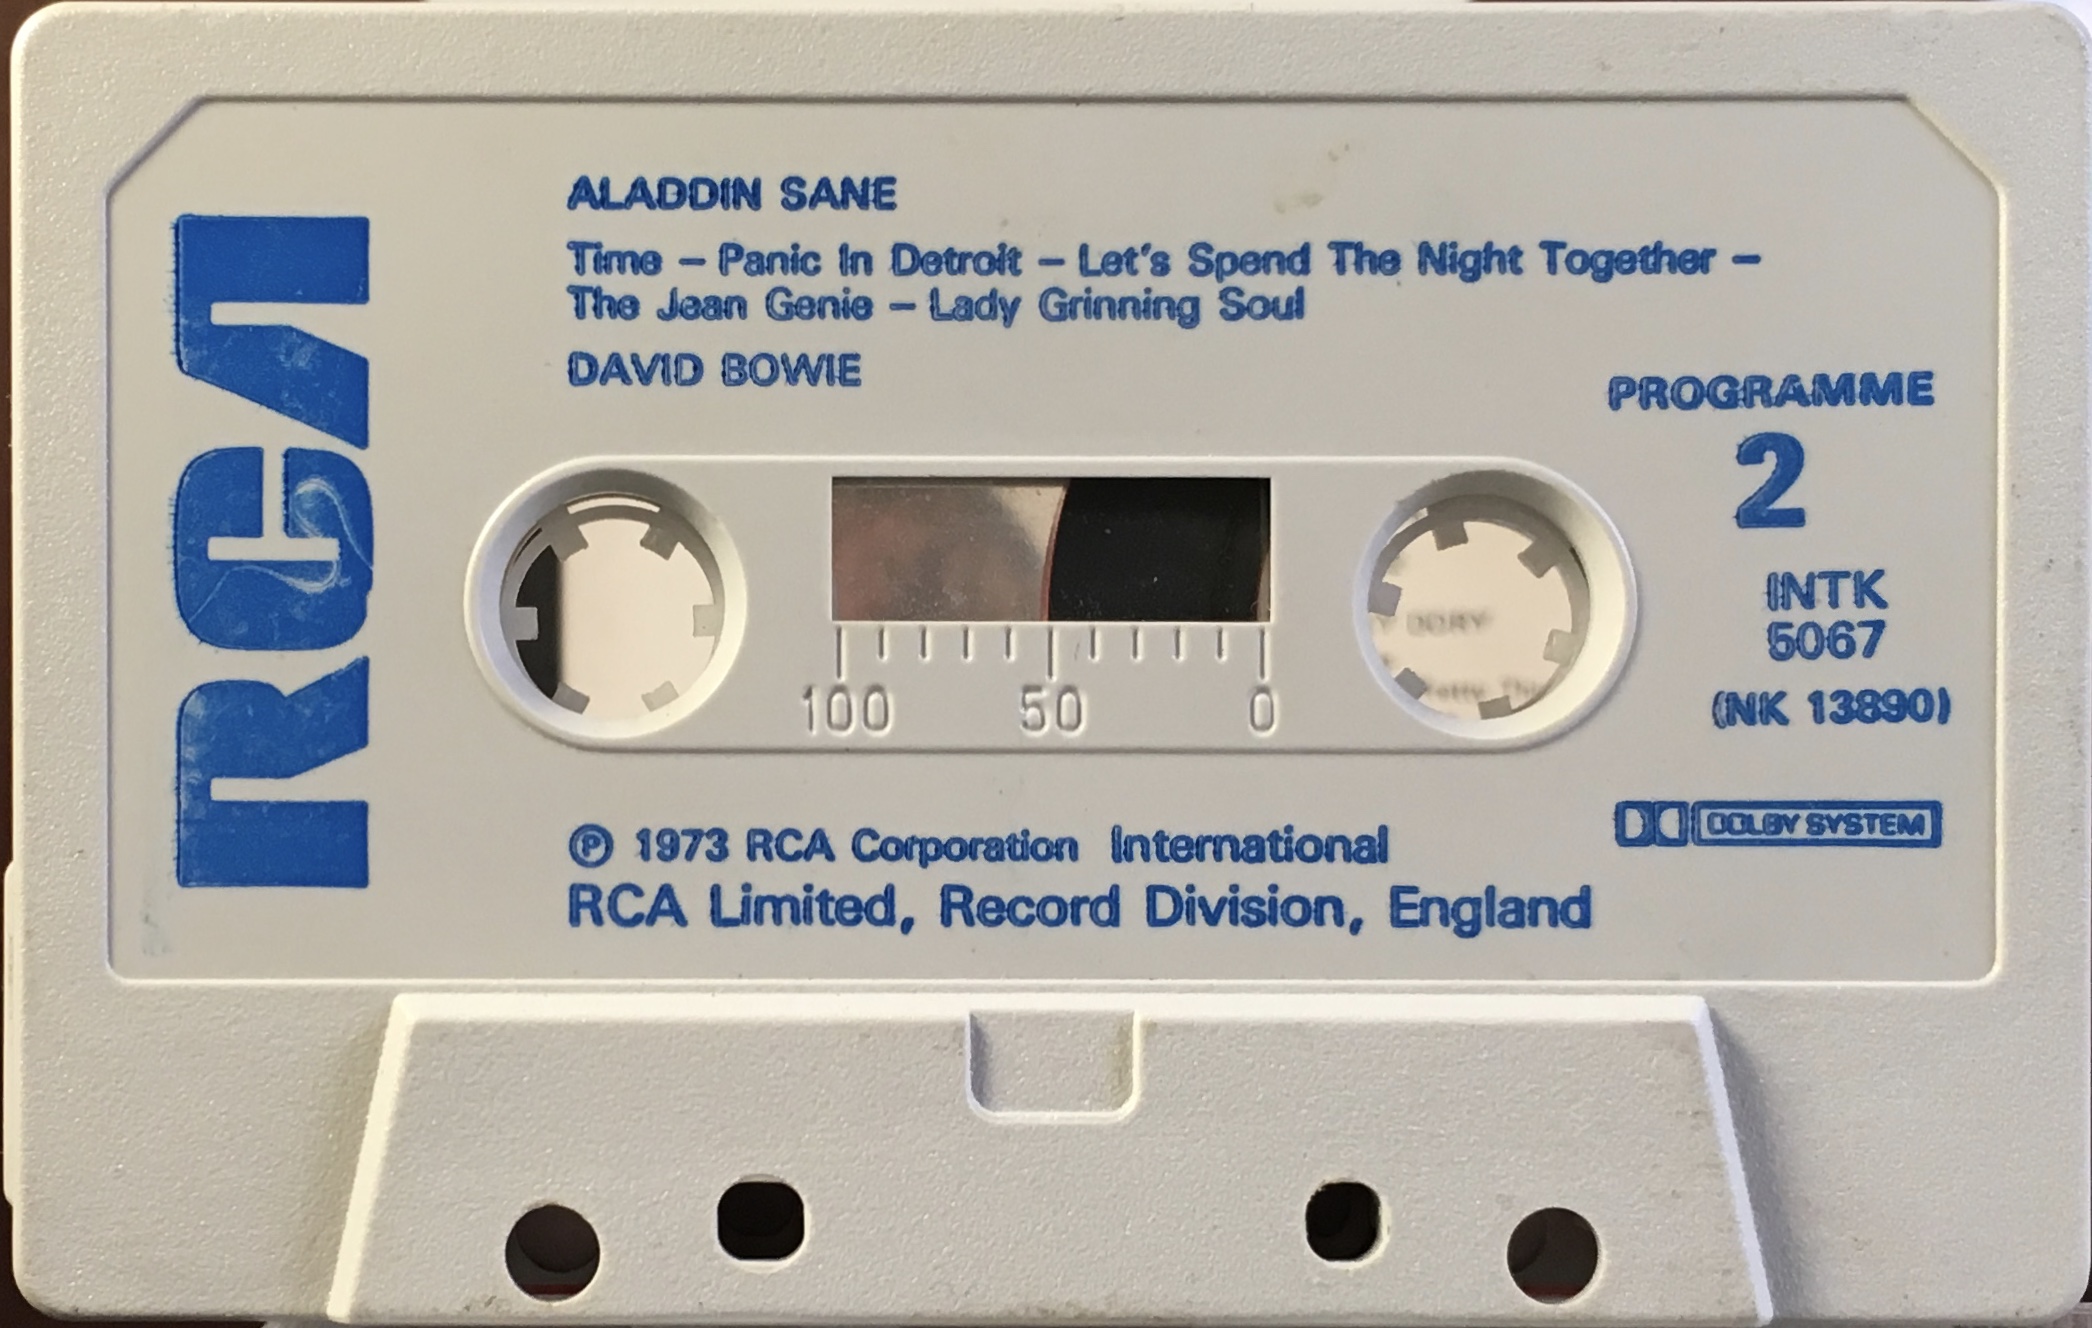 RCA
ALADDIN SANE
Time – Panic In Detroit – Let's Spend The Night Together –
The Jean Genie – Lady Grinning Soul
DAVID BOWIE
PROGRAMME
2
INTK
5067
(NK 13890)
100 50 0
DOLBY SYSTEM
℗ 1973 RCA Corporation International
RCA Limited, Record Division, England